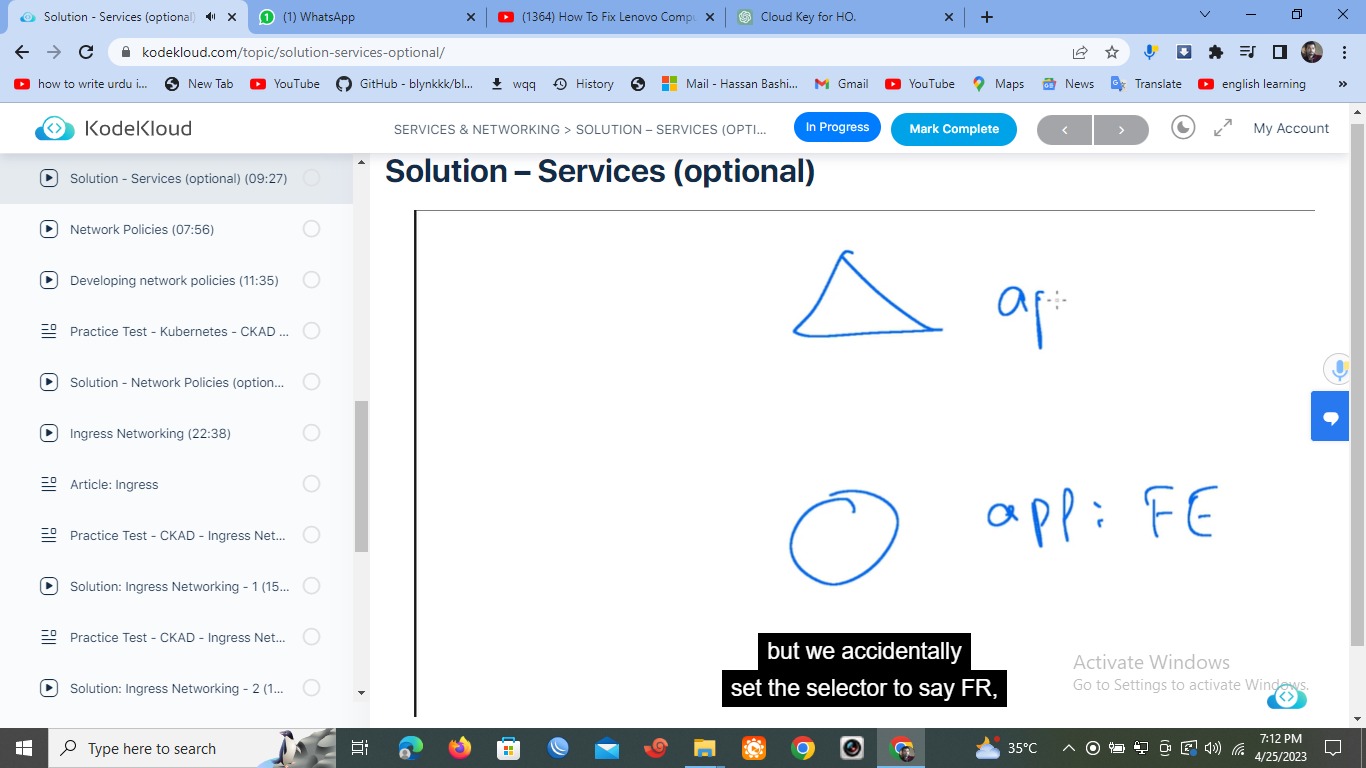 Solution - Services (optional)
(1) WhatsApp
(1364) How To Fix Lenovo Compu
Cloud Key for HO.
kodekloud.com/topic/solution-services-optional/
how to write urdu i...
New Tab
YouTube
GitHub - blynkkk/bl...
wqq
History
Mail - Hassan Bashi...
Gmail
YouTube
Maps
News
Translate
english learning
»
KodeKloud
SERVICES & NETWORKING > SOLUTION – SERVICES (OPTI...
In Progress
Mark Complete
My Account
Solution - Services (optional) (09:27)
Network Policies (07:56)
Developing network policies (11:35)
Practice Test - Kubernetes - CKAD ...
Solution - Network Policies (option...
Ingress Networking (22:38)
Article: Ingress
Practice Test - CKAD - Ingress Net...
Solution: Ingress Networking - 1 (15...
Practice Test - CKAD - Ingress Net...
Solution: Ingress Networking - 2 (1...
Solution – Services (optional)
ap
app: FE
but we accidentally
set the selector to say FR,
Activate Windows
Go to Settings to activate Windows.
Type here to search
35°C
7:12 PM
4/25/2023